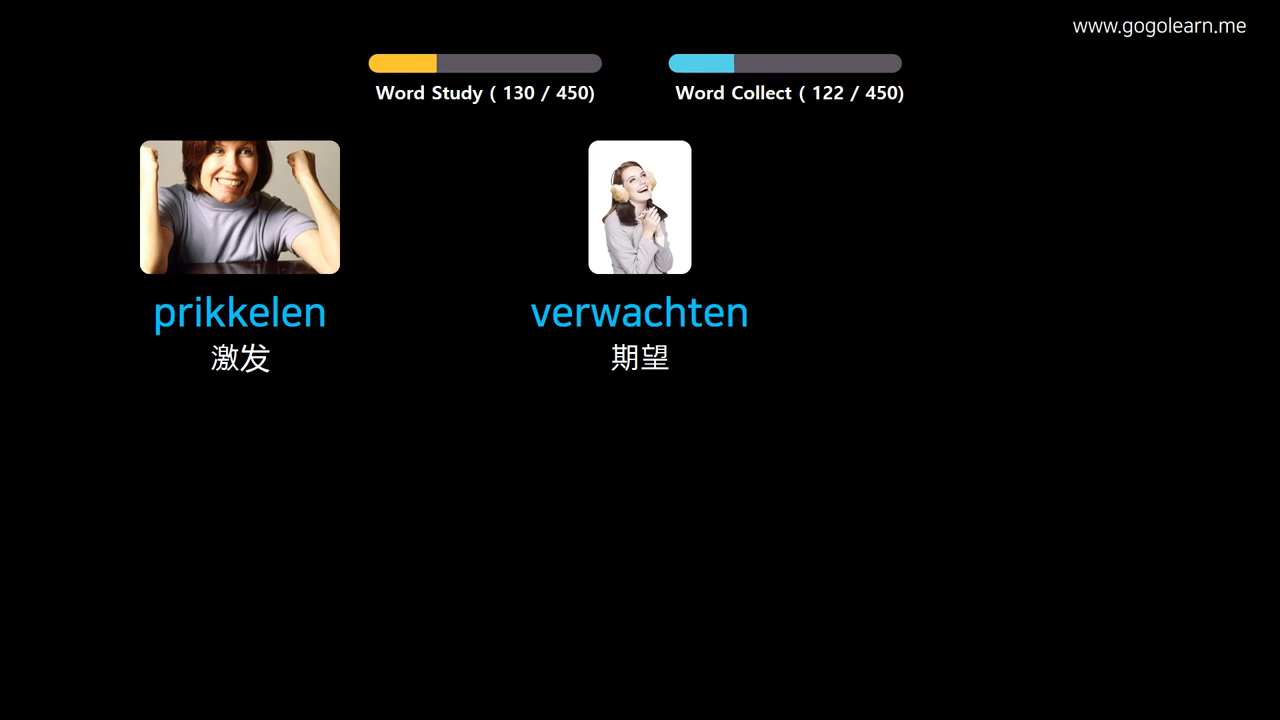 www.gogolearn.me
Word Study ( 130 / 450)
Word Collect ( 122 / 450)
prikkelen
激发
verwachten
期望